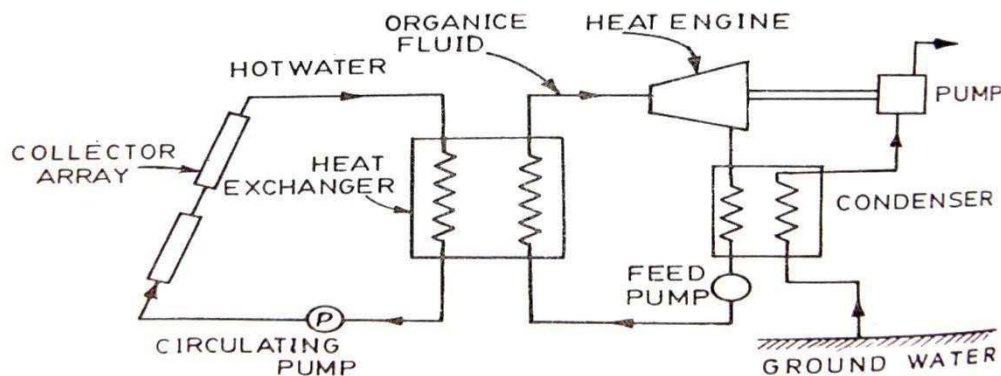 ORGANICE
FLUID
HEAT ENGINE
HOTWATER
PUMP
COLLECTOR
ARRAY
HEAT
EXCHANGER
CONDENSER
FEED
PUMP
P
CIRCULATING
PUMP
GROUND WATER